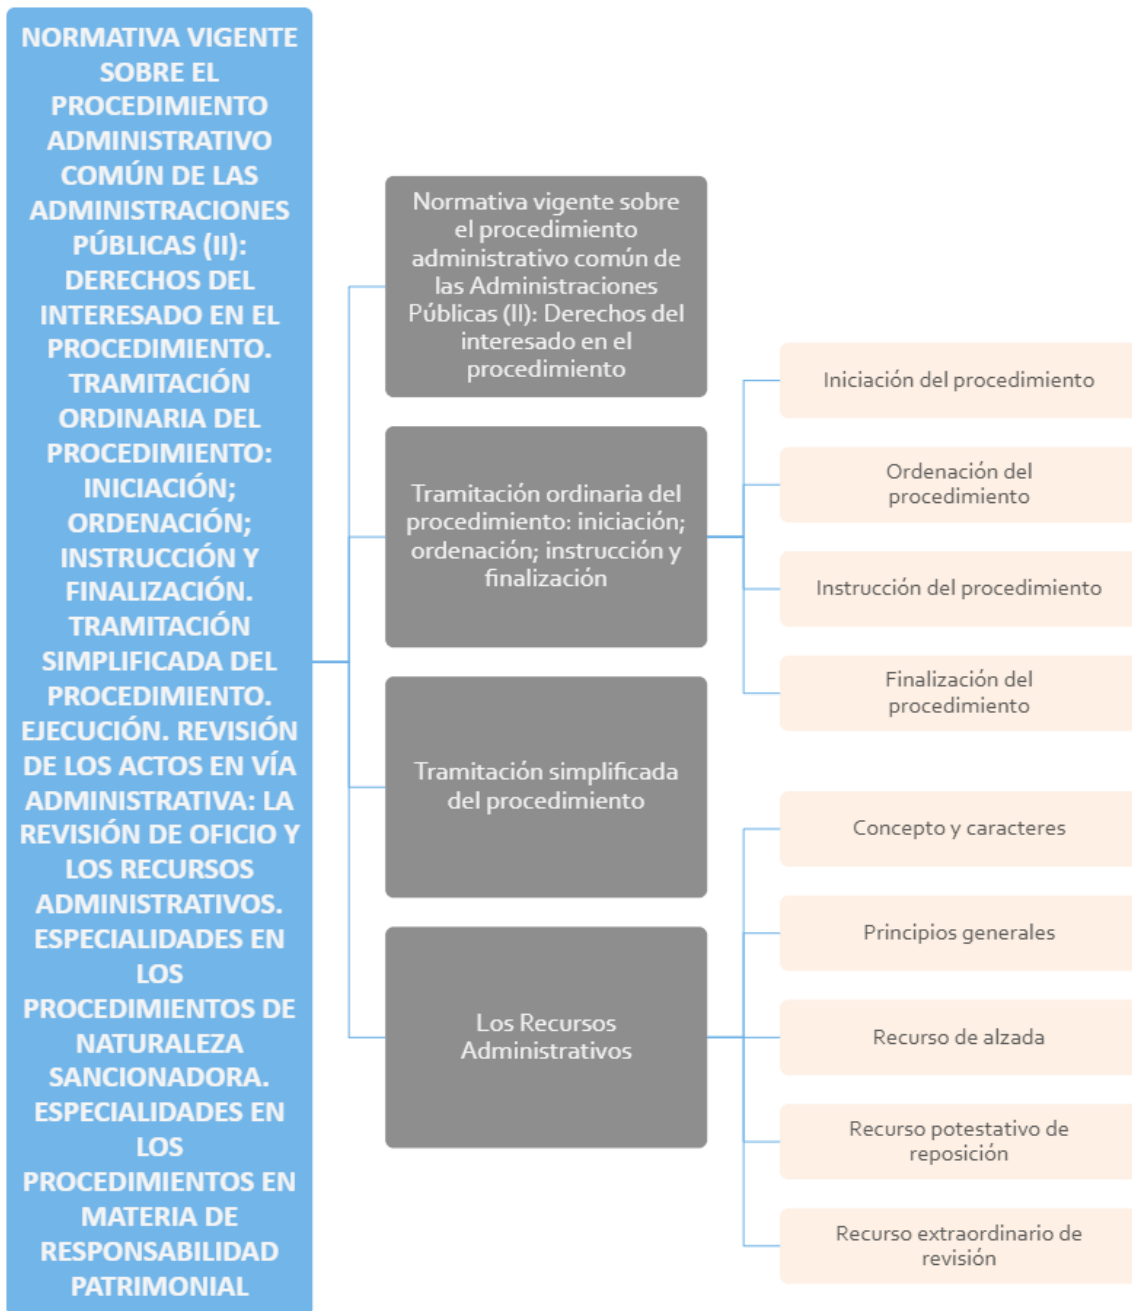 NORMATIVA VIGENTE
SOBRE EL
PROCEDIMIENTO
ADMINISTRATIVO
COMÚN DE LAS
ADMINISTRACIONES
PÚBLICAS (II):
DERECHOS DEL
INTERESADO EN EL
PROCEDIMIENTO.
TRAMITACIÓN
ORDINARIA DEL
PROCEDIMIENTO:
INICIACIÓN;
ORDENACIÓN;
INSTRUCCIÓN Y
FINALIZACIÓN.
TRAMITACIÓN
SIMPLIFICADA DEL
PROCEDIMIENTO.
EJECUCIÓN. REVISIÓN
DE LOS ACTOS EN VÍA
ADMINISTRATIVA: LA
REVISIÓN DE OFICIO Y
LOS RECURSOS
ADMINISTRATIVOS.
ESPECIALIDADES EN
LOS
PROCEDIMIENTOS DE
NATURALEZA
SANCIONADORA.
ESPECIALIDADES EN
LOS
PROCEDIMIENTOS EN
MATERIA DE
RESPONSABILIDAD
PATRIMONIAL
Normativa vigente sobre
el procedimiento
administrativo común de
las Administraciones
Públicas (II): Derechos del
interesado en el
procedimiento
Tramitación ordinaria del
procedimiento: iniciación;
ordenación; instrucción y
finalización
Iniciación del procedimiento
Ordenación del
procedimiento
Instrucción del procedimiento
Finalización del
procedimiento
Tramitación simplificada
del procedimiento
Los Recursos
Administrativos
Concepto y caracteres
Principios generales
Recurso de alzada
Recurso potestativo de
reposición
Recurso extraordinario de
revisión